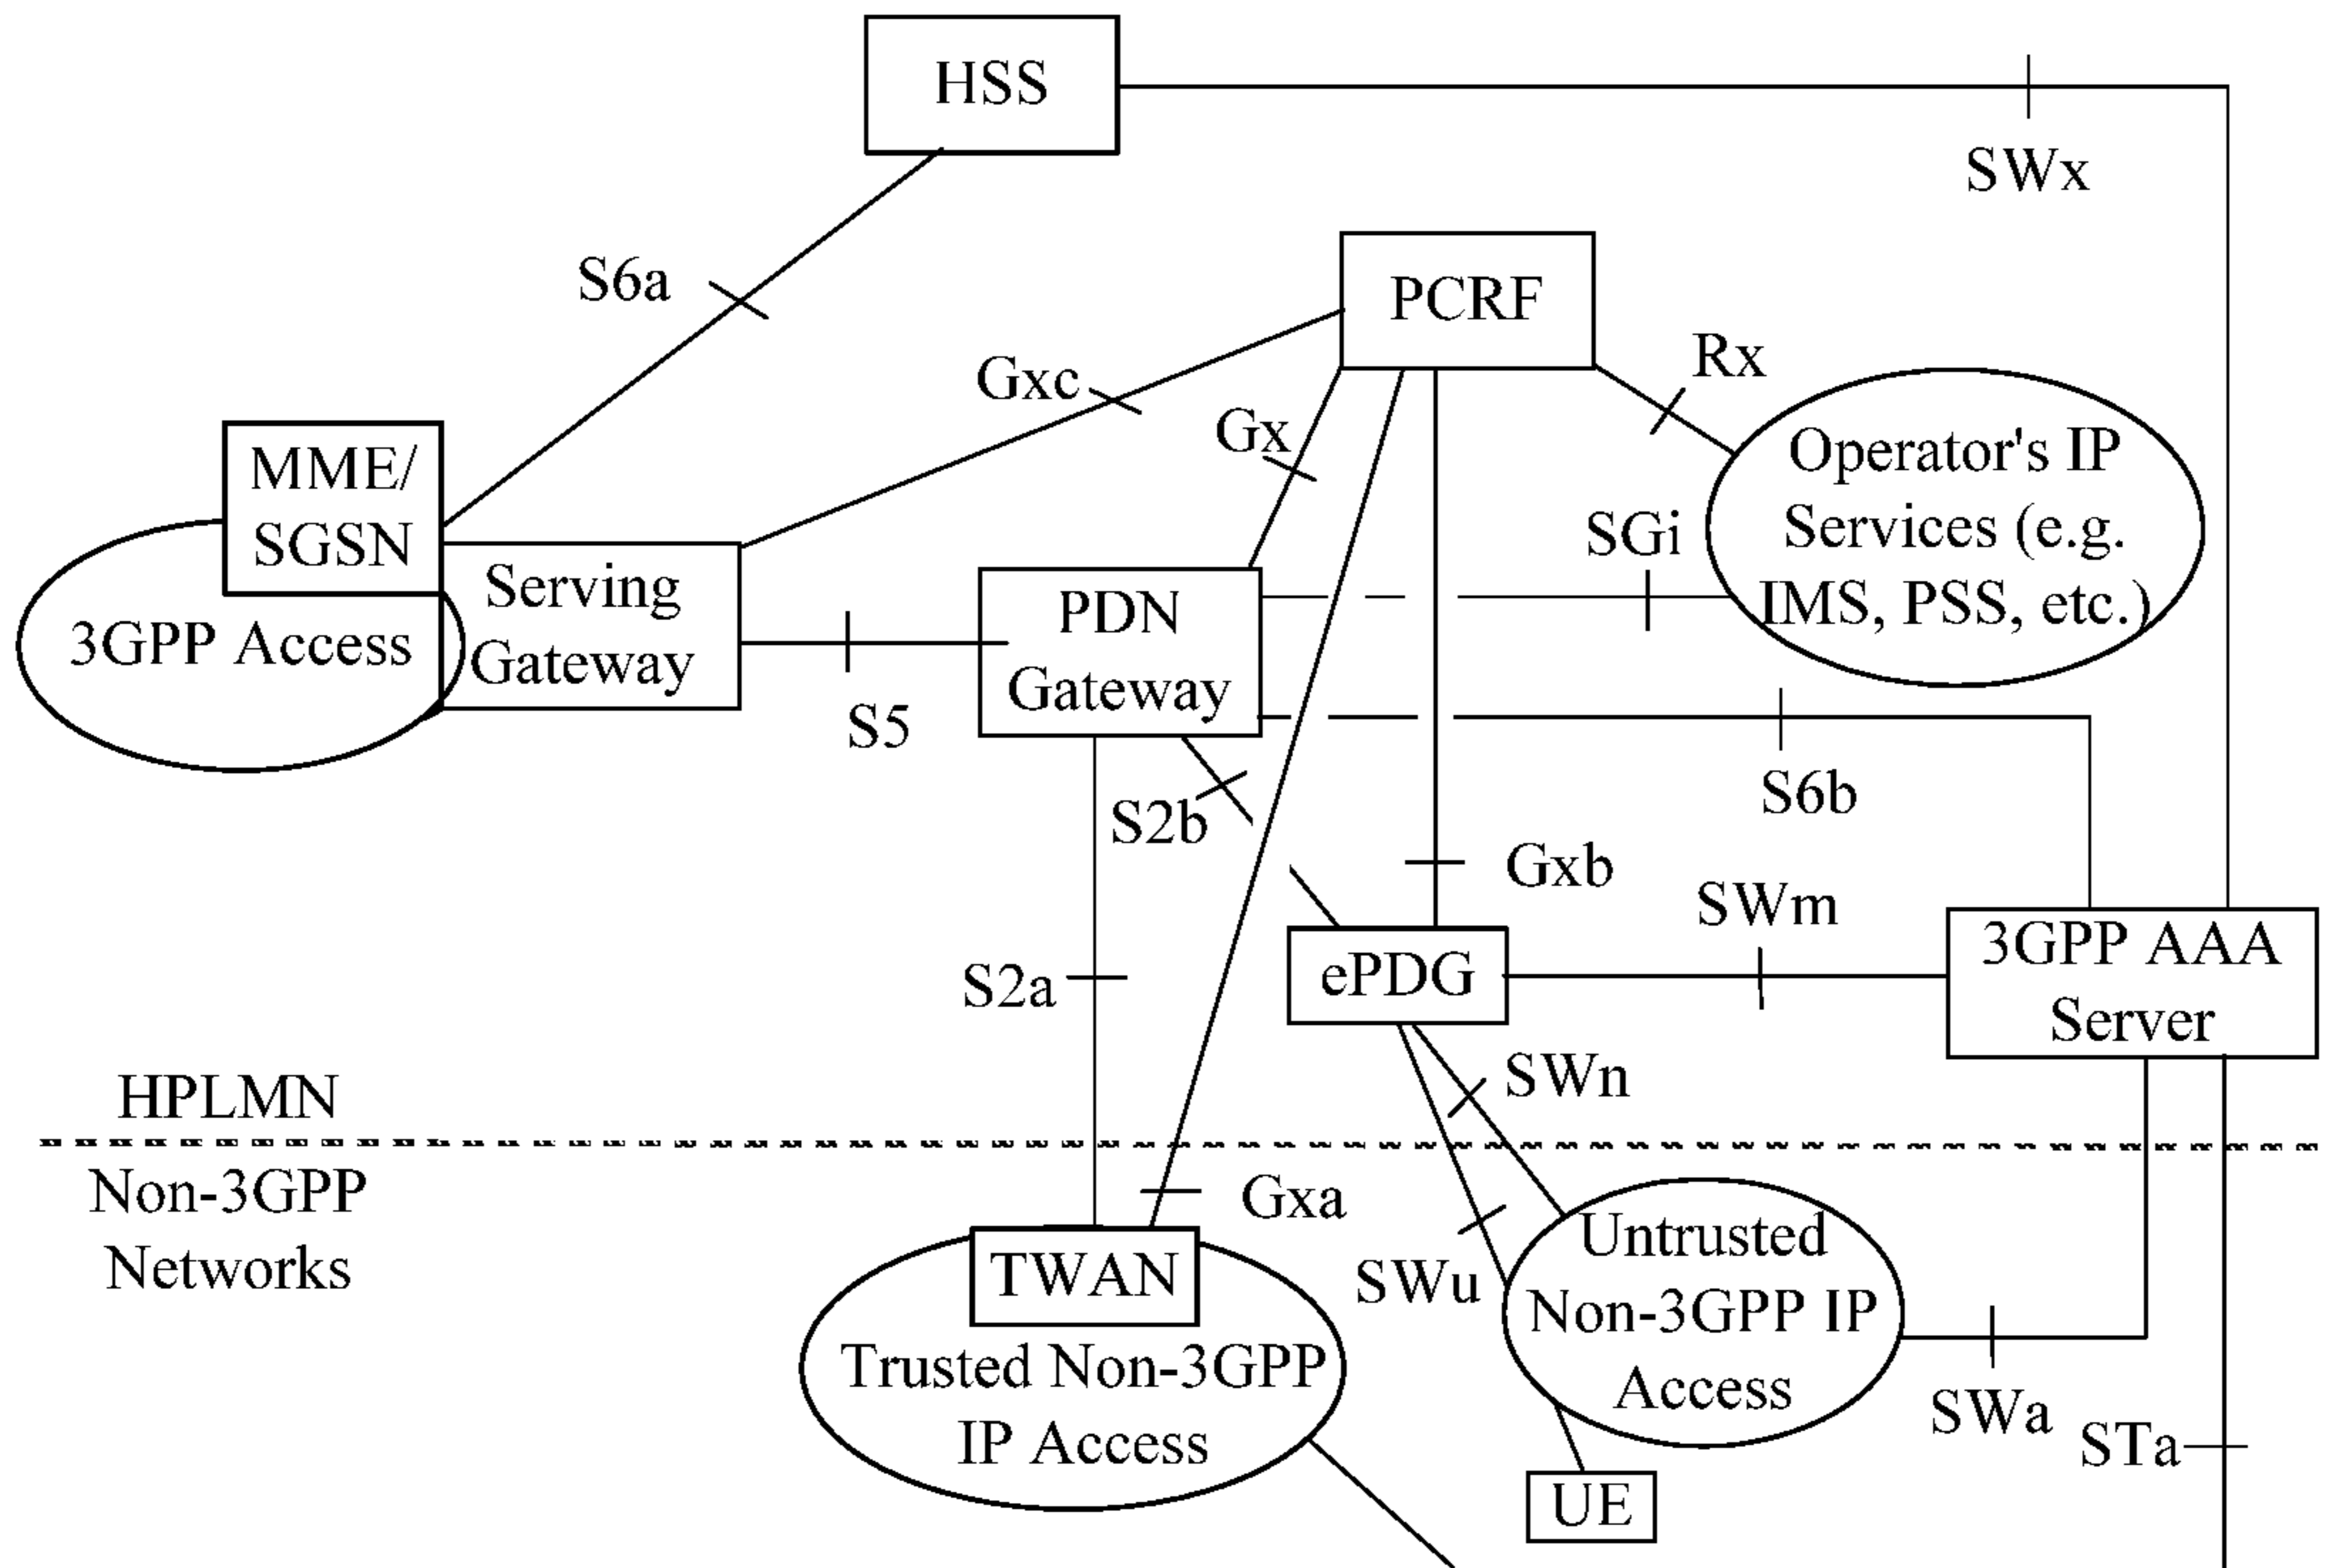 HSS
SWx
S6a
PCRF
Rx
Gxc
Gx
MME/
SGSN
Operator's IP
Services (e.g.
IMS, PSS, etc.)
SGi
Serving
Gateway
3GPP Access
PDN
Gateway
S5
S2b
S6b
Gxb
SWm
3GPP AAA
Server
ePDG
S2a
SWn
HPLMN
Non-3GPP
Networks
Gxa
SWu
Untrusted
Non-3GPP IP
Access
TWAN
Trusted Non-3GPP
IP Access
SWa
STa
UE